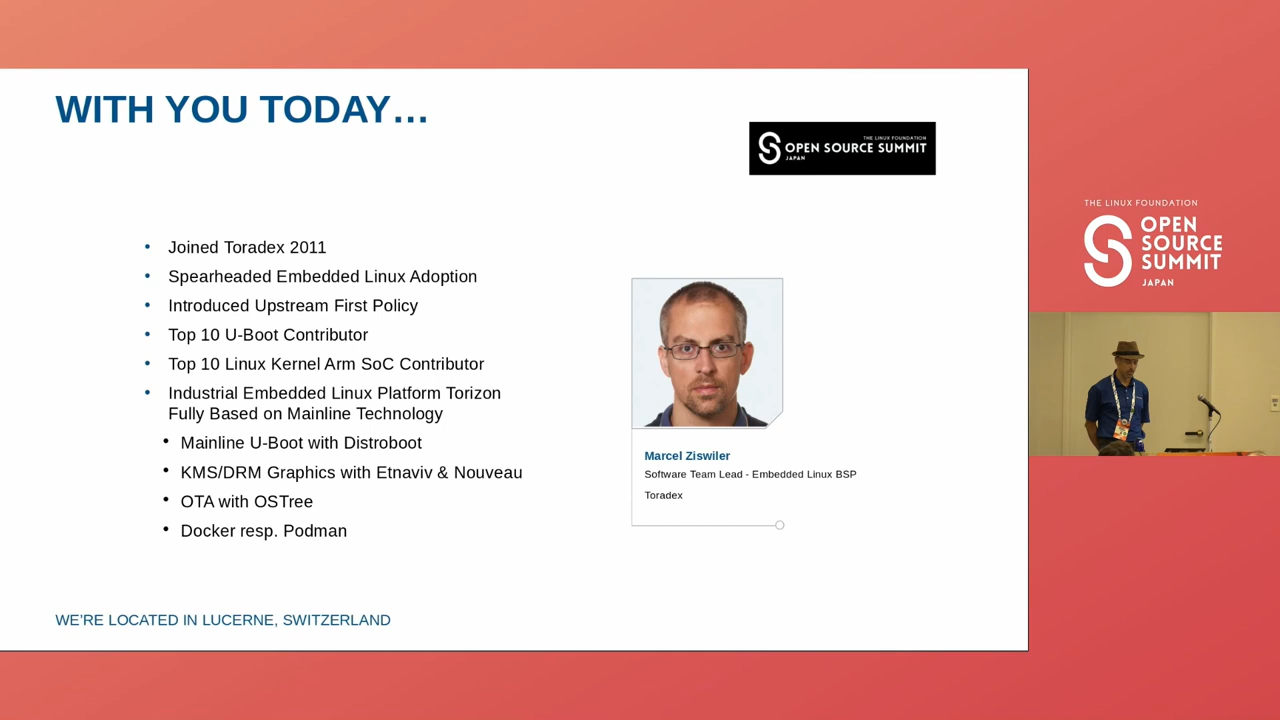 WITH YOU TODAY…
THE LINUX FOUNDATION
OPEN SOURCE SUMMIT
JAPAN
• Joined Toradex 2011
• Spearheaded Embedded Linux Adoption
• Introduced Upstream First Policy
• Top 10 U-Boot Contributor
• Top 10 Linux Kernel Arm SoC Contributor
• Industrial Embedded Linux Platform Torizon
Fully Based on Mainline Technology
• Mainline U-Boot with Distroboot
• KMS/DRM Graphics with Etnaviv & Nouveau
• OTA with OSTree
• Docker resp. Podman
Marcel Ziswiler
Software Team Lead - Embedded Linux BSP
Toradex
WE'RE LOCATED IN LUCERNE, SWITZERLAND
THE LINUX FOUNDATION
OPEN
SOURCE
SUMMIT
JAPAN